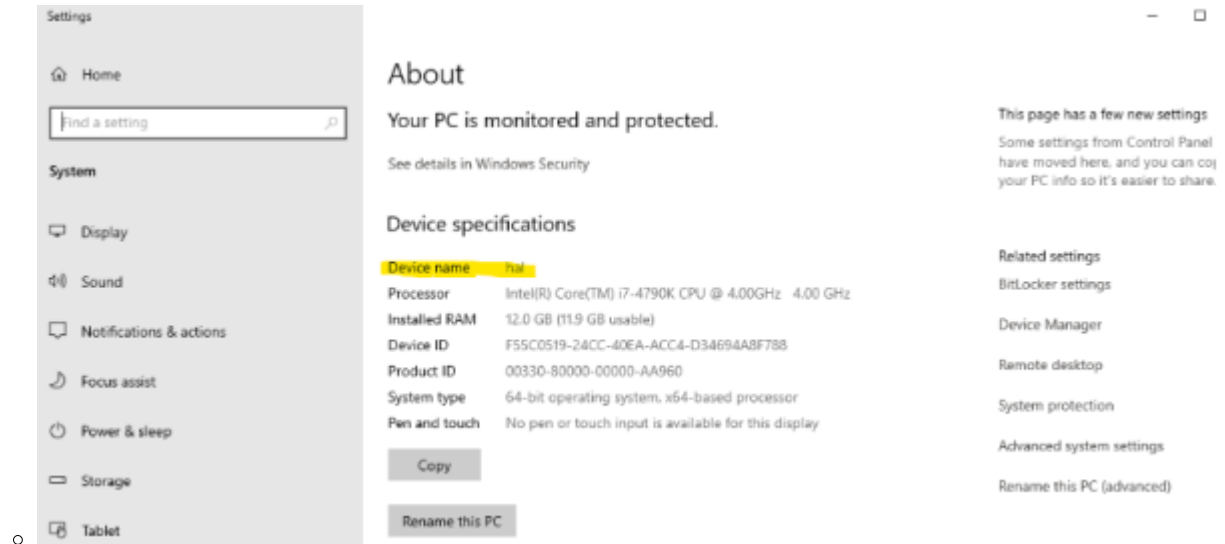 Settings
Home
Find a setting
System
Display
Sound
Notifications & actions
Focus assist
Power & sleep
Storage
Tablet
About
Your PC is monitored and protected.
See details in Windows Security
Device specifications
Device name hal
Processor Intel(R) Core(TM) i7-4790K CPU @ 4.00GHz 4.00 GHz
Installed RAM 12.0 GB (11.9 GB usable)
Device ID F55C0519-24CC-40EA-ACC4-D34694A8F788
Product ID 00330-80000-00000-AA960
System type 64-bit operating system, x64-based processor
Pen and touch No pen or touch input is available for this display
Copy
Rename this PC
This page has a few new settings
Some settings from Control Panel
have moved here, and you can cop
your PC info so it's easier to share.
Related settings
BitLocker settings
Device Manager
Remote desktop
System protection
Advanced system settings
Rename this PC (advanced)